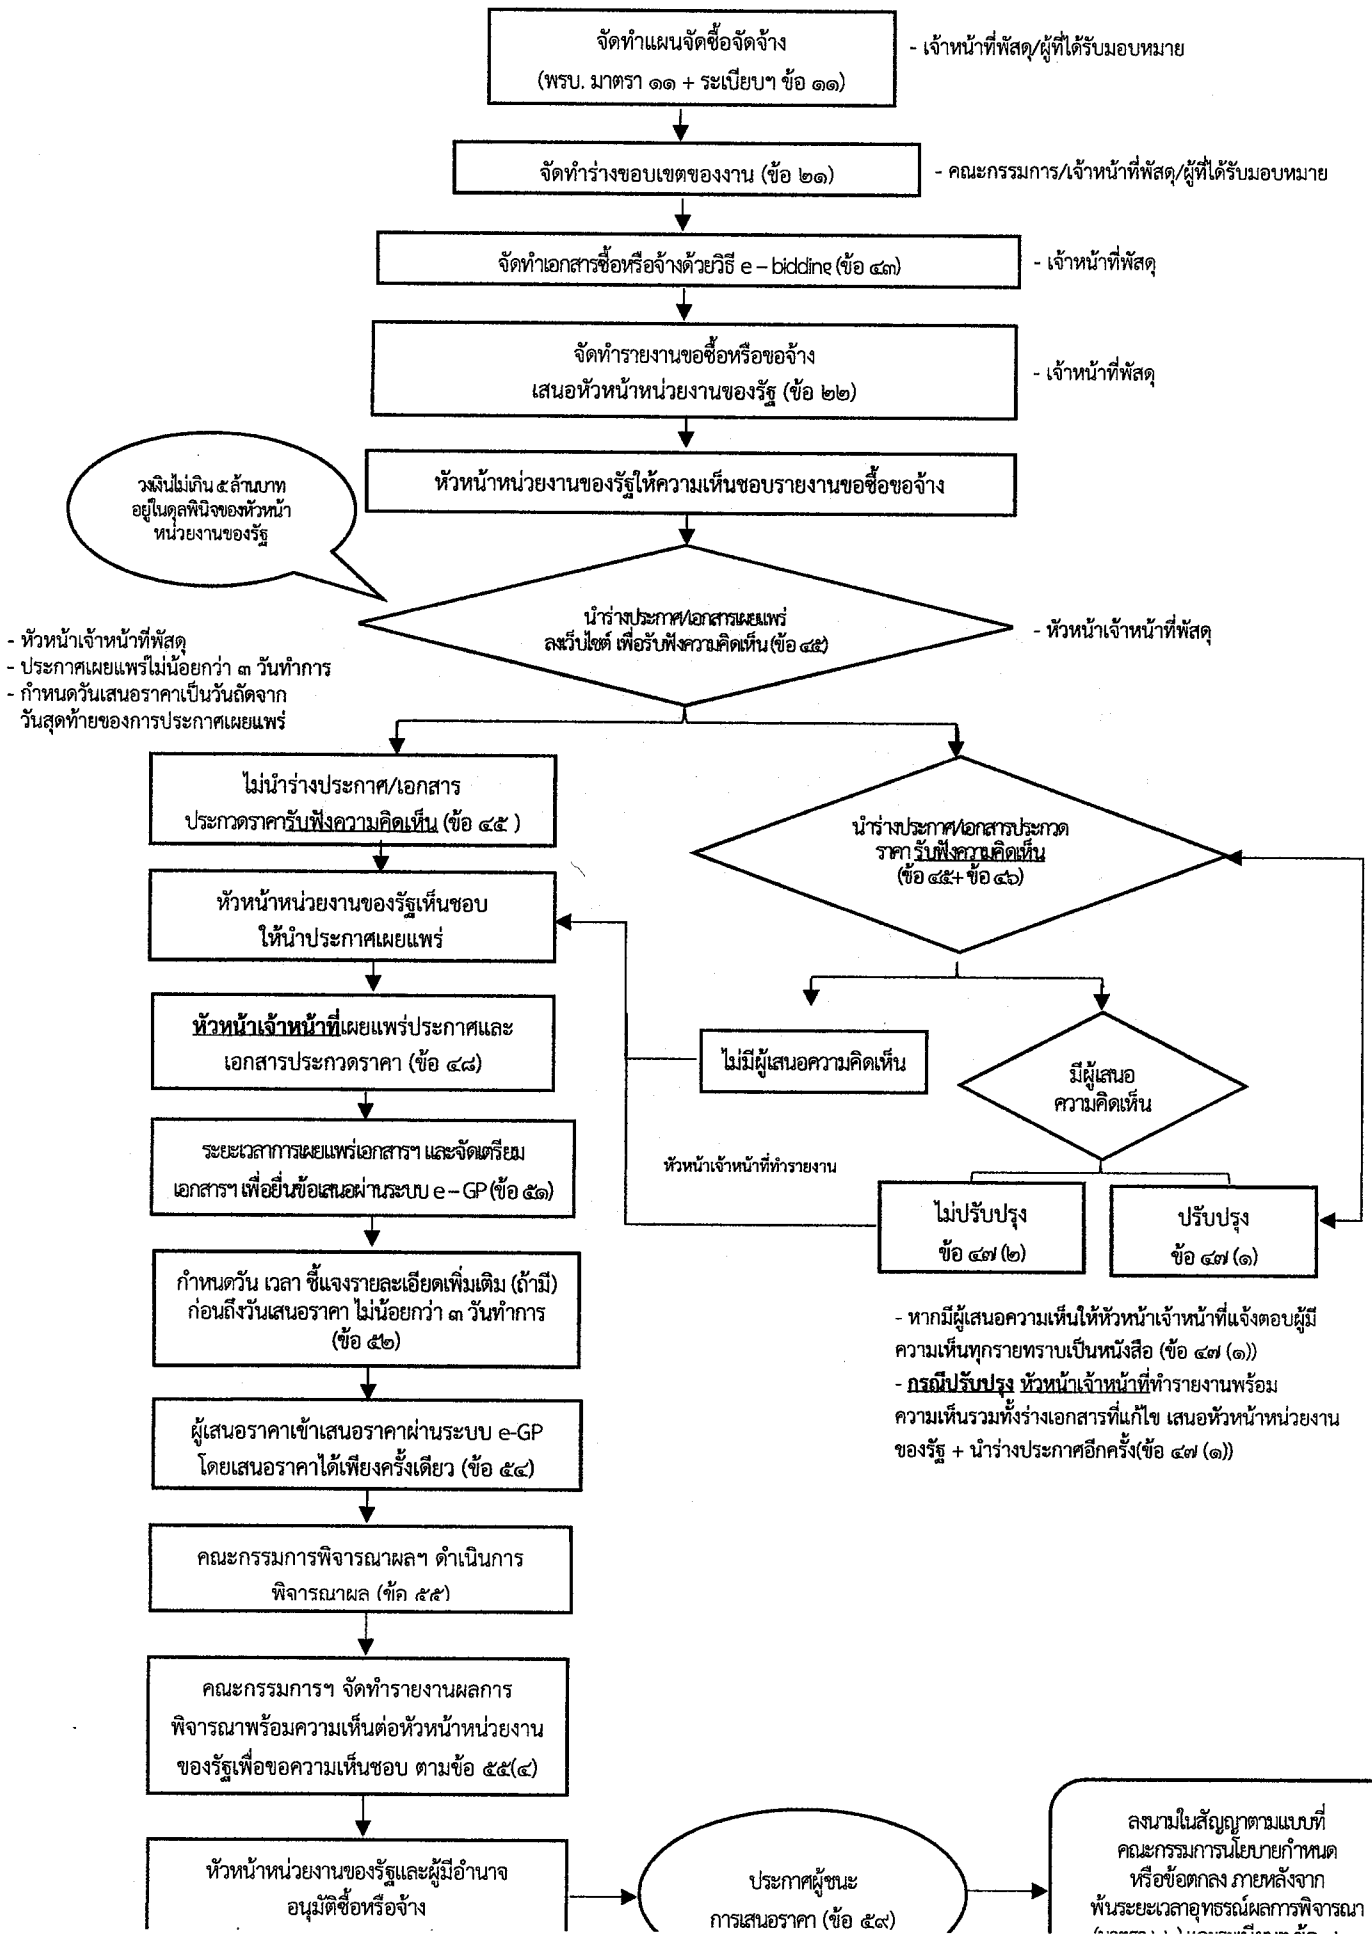 จัดทำแผนจัดซื้อจัดจ้าง
(พรบ. มาตรา ๑๑ + ระเบียบฯ ข้อ ๑๑)
- เจ้าหน้าที่พัสดุ/ผู้ที่ได้รับมอบหมาย
จัดทำร่างขอบเขตของงาน (ข้อ ๒๑)
- คณะกรรมการ/เจ้าหน้าที่พัสดุ/ผู้ที่ได้รับมอบหมาย
จัดทำเอกสารซื้อหรือจ้างด้วยวิธี e – bidding (ข้อ ๔๓)
- เจ้าหน้าที่พัสดุ
จัดทำรายงานขอซื้อหรือขอจ้าง
เสนอหัวหน้าหน่วยงานของรัฐ (ข้อ ๒๒)
- เจ้าหน้าที่พัสดุ
หัวหน้าหน่วยงานของรัฐให้ความเห็นชอบรายงานขอซื้อขอจ้าง
วงเงินไม่เกิน ๕ ล้านบาท
อยู่ในดุลพินิจของหัวหน้า
หน่วยงานของรัฐ
นำร่างประกาศ/เอกสารเผยแพร่
ลงเว็บไซต์ เพื่อรับฟังความคิดเห็น (ข้อ ๔๕)
- หัวหน้าเจ้าหน้าที่พัสดุ
- หัวหน้าเจ้าหน้าที่พัสดุ
- ประกาศเผยแพร่ไม่น้อยกว่า ๓ วันทำการ
- กำหนดวันเสนอราคาเป็นวันถัดจาก
วันสุดท้ายของการประกาศเผยแพร่
ไม่นำร่างประกาศ/เอกสาร
ประกวดราคารับฟังความคิดเห็น (ข้อ ๔๕ )
นำร่างประกาศ/เอกสารประกวด
ราคา รับฟังความคิดเห็น
(ข้อ ๔๕+ ข้อ ๔๖)
หัวหน้าหน่วยงานของรัฐเห็นชอบ
ให้นำประกาศเผยแพร่
หัวหน้าเจ้าหน้าที่เผยแพร่ประกาศและ
เอกสารประกวดราคา (ข้อ ๔๘)
ไม่มีผู้เสนอความคิดเห็น
มีผู้เสนอ
ความคิดเห็น
ระยะเวลาการเผยแพร่เอกสารฯ และจัดเตรียม
เอกสารฯ เพื่อยื่นข้อเสนอผ่านระบบ e – GP (ข้อ ๕๑)
หัวหน้าเจ้าหน้าที่ทำรายงาน
ไม่ปรับปรุง
ข้อ ๔๗ (๒)
ปรับปรุง
ข้อ ๔๗ (๑)
กำหนดวัน เวลา ชี้แจงรายละเอียดเพิ่มเติม (ถ้ามี)
ก่อนถึงวันเสนอราคา ไม่น้อยกว่า ๓ วันทำการ
(ข้อ ๕๒)
- หากมีผู้เสนอความเห็นให้หัวหน้าเจ้าหน้าที่แจ้งตอบผู้มี
ความเห็นทุกรายทราบเป็นหนังสือ (ข้อ ๔๗ (๑))
- กรณีปรับปรุง หัวหน้าเจ้าหน้าที่ทำรายงานพร้อม
ความเห็นรวมทั้งร่างเอกสารที่แก้ไข เสนอหัวหน้าหน่วยงาน
ของรัฐ + นำร่างประกาศอีกครั้ง(ข้อ ๔๗ (๑))
ผู้เสนอราคาเข้าเสนอราคาผ่านระบบ e-GP
โดยเสนอราคาได้เพียงครั้งเดียว (ข้อ ๕๔)
คณะกรรมการพิจารณาผลฯ ดำเนินการ
พิจารณาผล (ข้อ ๕๕)
คณะกรรมการฯ จัดทำรายงานผลการ
พิจารณาพร้อมความเห็นต่อหัวหน้าหน่วยงาน
ของรัฐเพื่อขอความเห็นชอบ ตามข้อ ๕๕(๔)
หัวหน้าหน่วยงานของรัฐและผู้มีอำนาจ
อนุมัติซื้อหรือจ้าง
ประกาศผู้ชนะ
การเสนอราคา (ข้อ ๕๙)
ลงนามในสัญญาตามแบบที่
คณะกรรมการนโยบายกำหนด
หรือข้อตกลง ภายหลังจาก
พ้นระยะเวลาอุทธรณ์ผลการพิจารณา